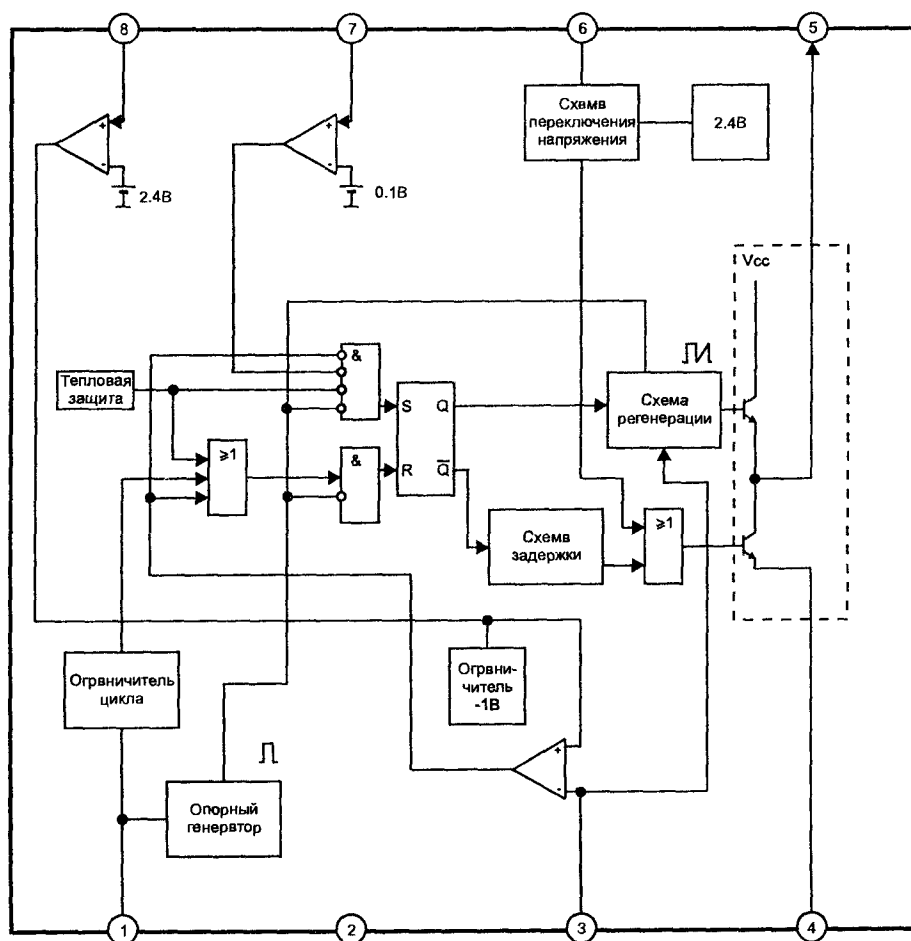 8
7
6
5
Схвмв
переключения
напряжения
2.4В
+
-
2.4В
+
-
0.1В
Vcc
&
Тепловая
защита
S
Q
Схема
регенерации
≥1
&
R
Q̅
Схемв
задержки
≥1
Огрвничитель
цикла
Огрвни-
читель
-1В
+
-
Опорный
генервтор
1
2
3
4